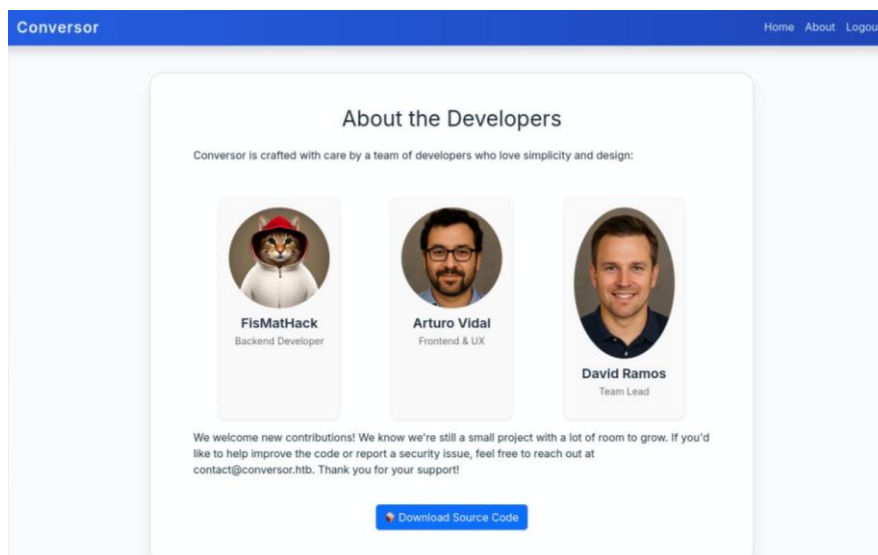 Conversor
Home About Logou
About the Developers
Conversor is crafted with care by a team of developers who love simplicity and design:
FisMatHack
Backend Developer
Arturo Vidal
Frontend & UX
David Ramos
Team Lead
We welcome new contributions! We know we're still a small project with a lot of room to grow. If you'd
like to help improve the code or report a security issue, feel free to reach out at
contact@conversor.htb. Thank you for your support!
Download Source Code